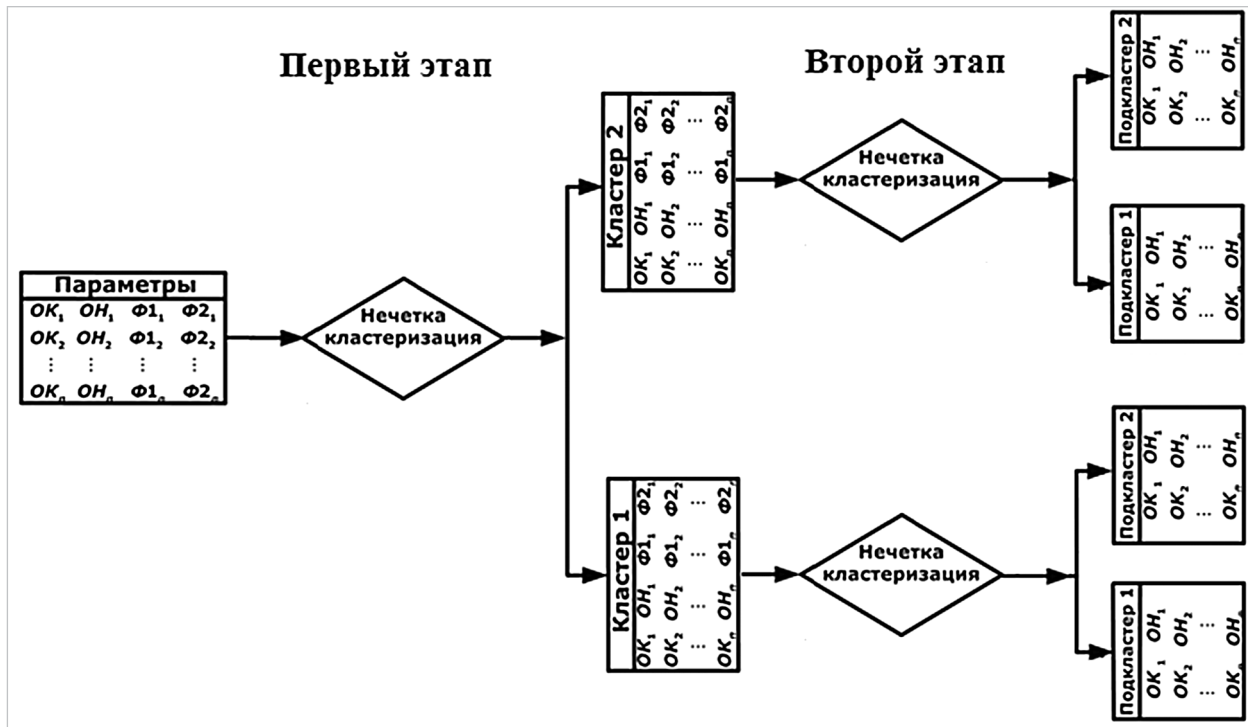 Первый этап
Второй этап
Параметры
ОК₁ ОН₁ Ф1₁ Ф2₁
ОК₂ ОН₂ Ф1₂ Ф2₂
⋮ ⋮ ⋮ ⋮
ОКₙ ОНₙ Ф1ₙ Ф2ₙ
Нечетка
кластеризация
Кластер 2
ОК₁ ОН₁ Ф1₁ Ф2₁
ОК₂ ОН₂ Ф1₂ Ф2₂
⋮ ⋮ ⋮ ⋮
ОКₙ ОНₙ Ф1ₙ Ф2ₙ
Нечетка
кластеризация
Подкластер 2
ОК₁ ОН₁
ОК₂ ОН₂
⋮ ⋮
ОКₙ ОНₙ
Подкластер 1
ОК₁ ОН₁
ОК₂ ОН₂
⋮ ⋮
ОКₙ ОНₙ
Кластер 1
ОК₁ ОН₁ Ф1₁ Ф2₁
ОК₂ ОН₂ Ф1₂ Ф2₂
⋮ ⋮ ⋮ ⋮
ОКₙ ОНₙ Ф1ₙ Ф2ₙ
Нечетка
кластеризация
Подкластер 2
ОК₁ ОН₁
ОК₂ ОН₂
⋮ ⋮
ОКₙ ОНₙ
Подкластер 1
ОК₁ ОН₁
ОК₂ ОН₂
⋮ ⋮
ОКₙ ОНₙ